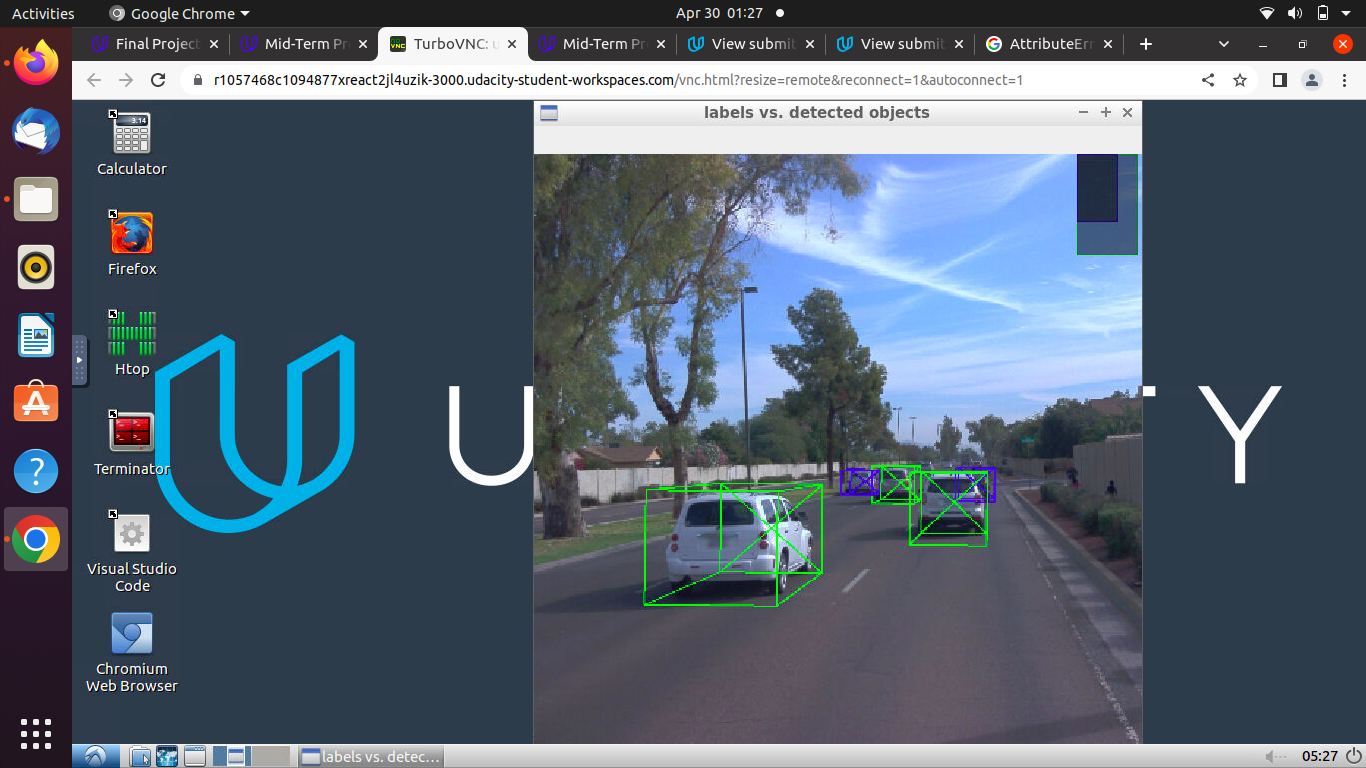 Activities
Google Chrome
Apr 30 01:27
Final Project
Mid-Term Pr
TurboVNC: u
Mid-Term Pr
View submit
View submit
AttributeErr
r1057468c1094877xreact2jl4uzik-3000.udacity-student-workspaces.com/vnc.html?resize=remote&reconnect=1&autoconnect=1
labels vs. detected objects
3.14
Calculator
Firefox
Htop
Terminator
Visual Studio
Code
Chromium
Web Browser
U
T Y
labels vs. detec...
05:27